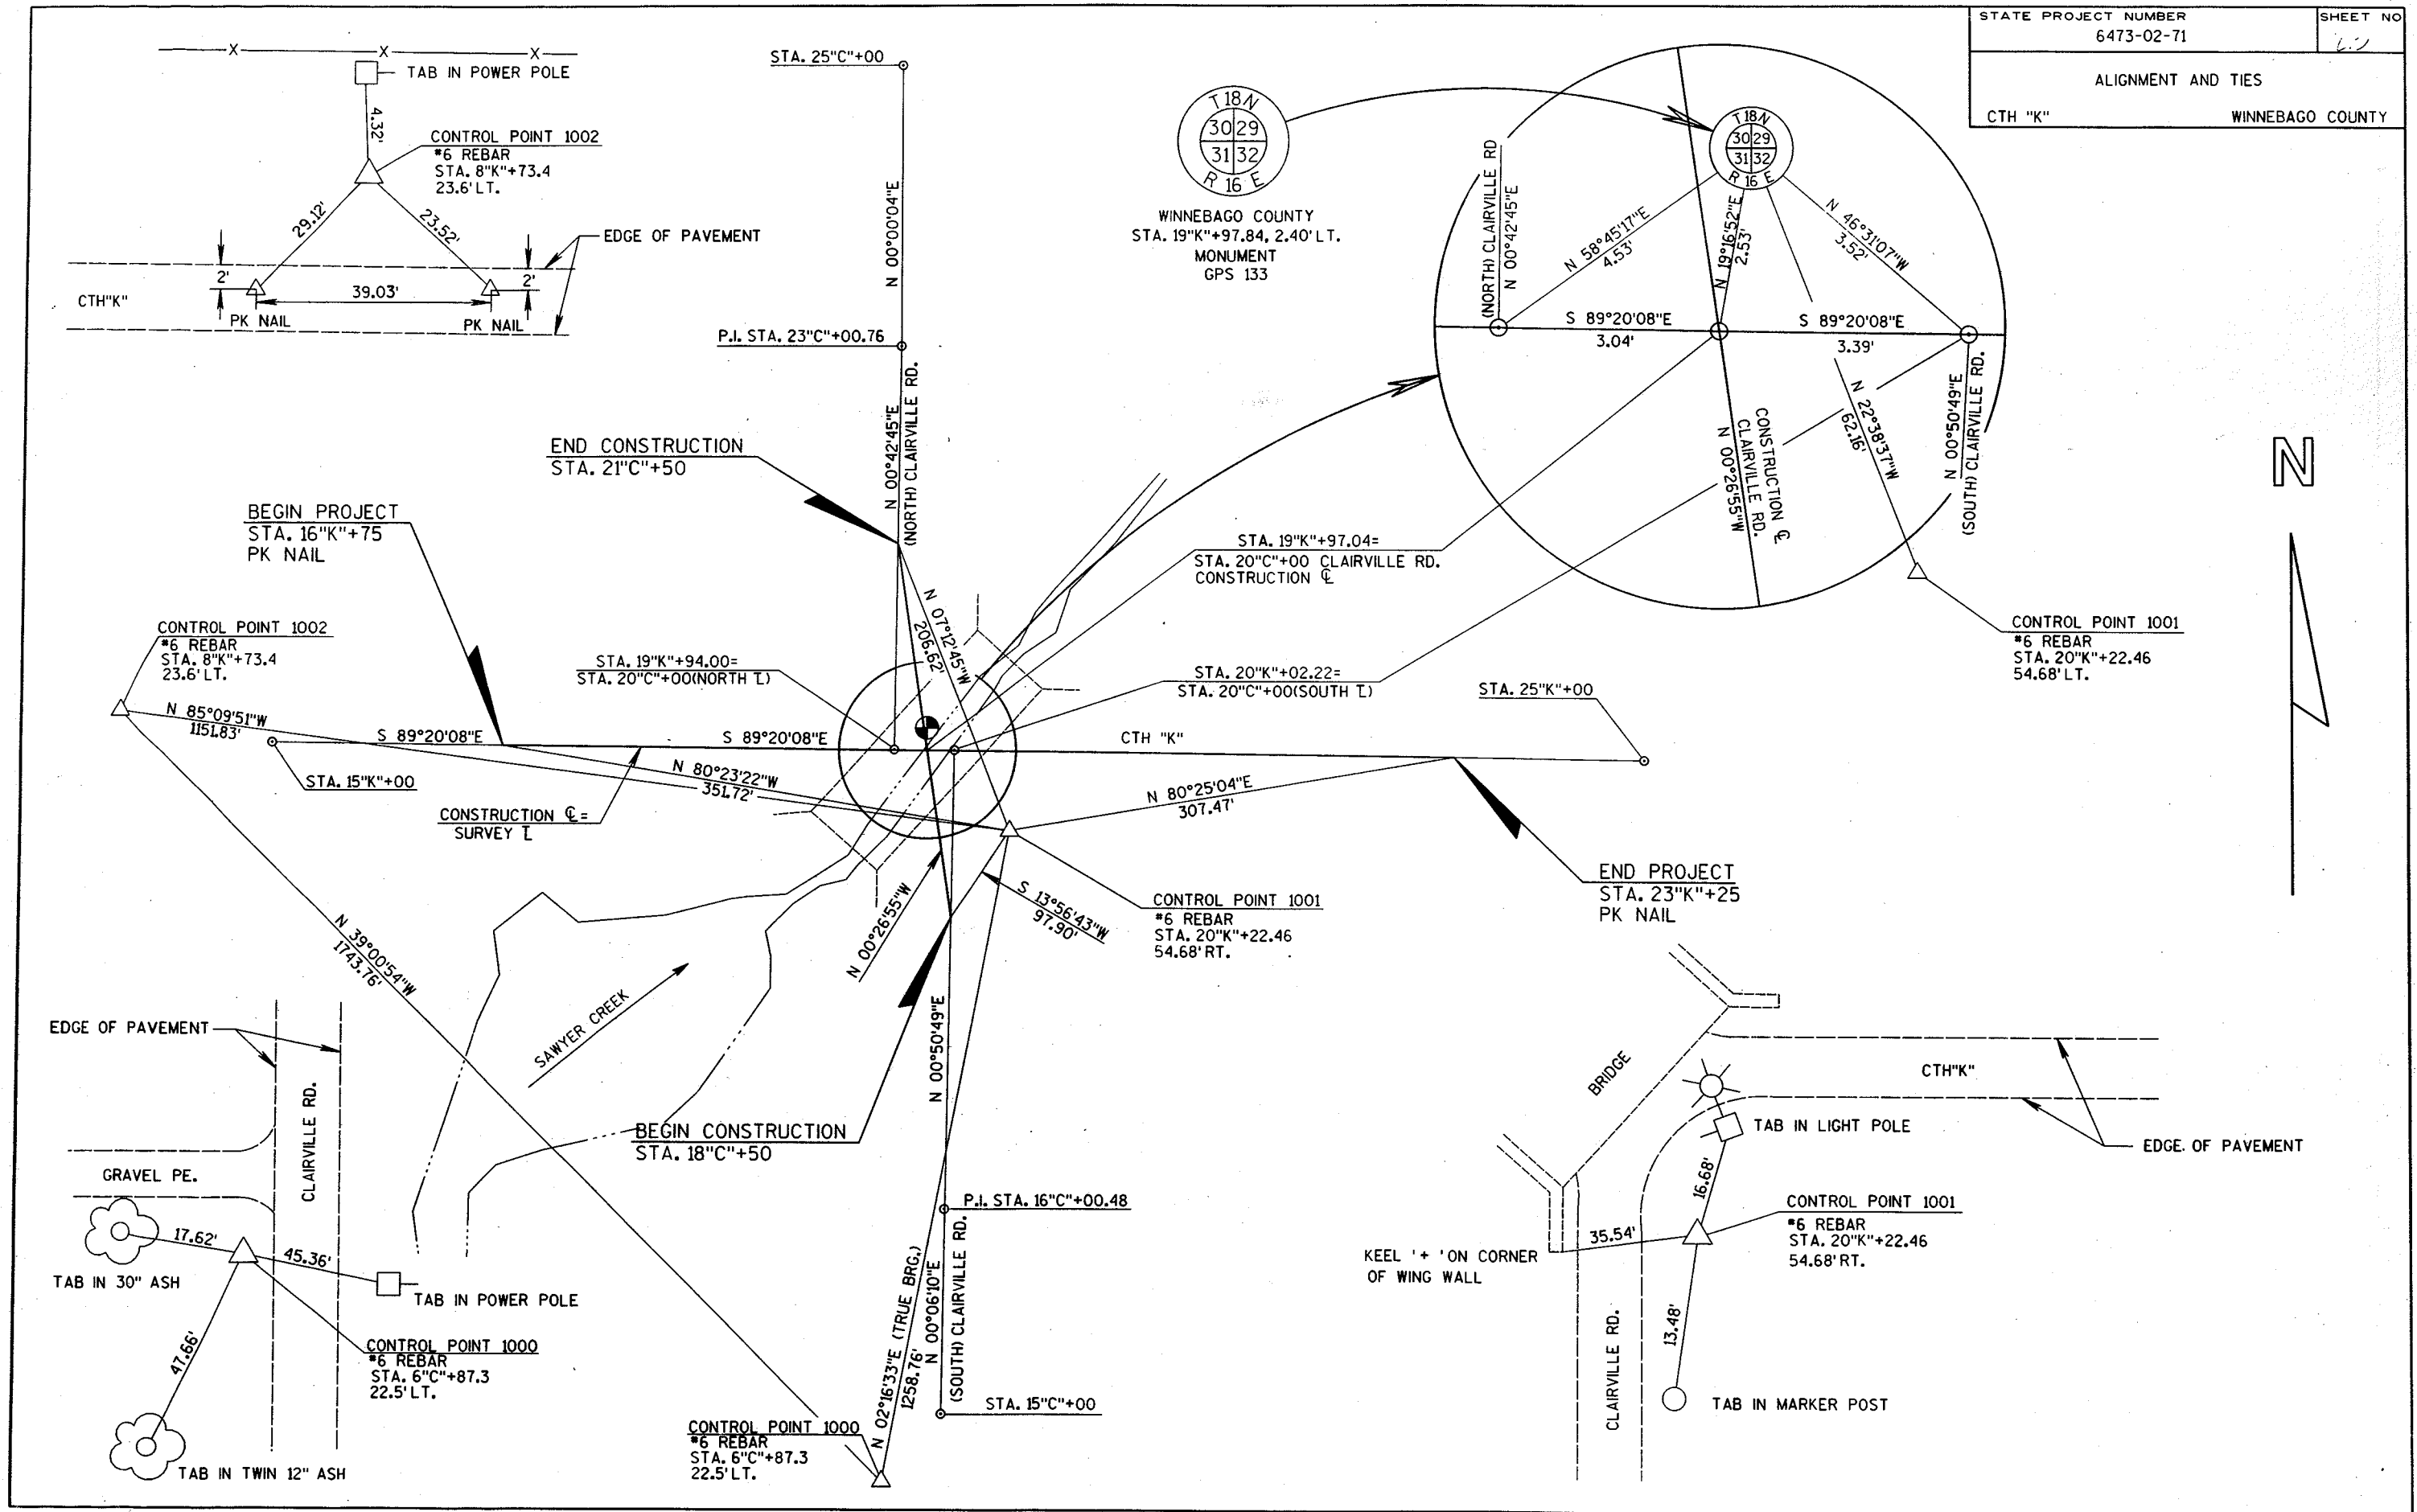 STATE PROJECT NUMBER
6473-02-71
SHEET NO
ALIGNMENT AND TIES
CTH "K"
WINNEBAGO COUNTY
X X X
TAB IN POWER POLE
4.32'
CONTROL POINT 1002
#6 REBAR
STA. 8"K"+73.4
23.6' LT.
29.12'
23.52'
EDGE OF PAVEMENT
2'
2'
39.03'
CTH"K"
PK NAIL
PK NAIL
STA. 25"C"+00
N 00°00'04"E
P.I. STA. 23"C"+00.76
N 00°42'45"E
(NORTH) CLAIRVILLE RD.
T 18 N
30 29
31 32
R 16 E
WINNEBAGO COUNTY
STA. 19"K"+97.84, 2.40' LT.
MONUMENT
GPS 133
(NORTH) CLAIRVILLE RD
N 00°42'45"E
T 18 N
30 29
31 32
R 16 E
N 58°45'17"E
4.53'
N 19°16'52"E
2.53'
N 46°31'07"W
3.52'
S 89°20'08"E
3.04'
S 89°20'08"E
3.39'
N 22°38'37"W
62.16'
N 00°50'49"E
(SOUTH) CLAIRVILLE RD.
CONSTRUCTION ℄
CLAIRVILLE RD.
N 00°26'55"W
N
CONTROL POINT 1001
#6 REBAR
STA. 20"K"+22.46
54.68' LT.
END CONSTRUCTION
STA. 21"C"+50
BEGIN PROJECT
STA. 16"K"+75
PK NAIL
CONTROL POINT 1002
#6 REBAR
STA. 8"K"+73.4
23.6' LT.
STA. 19"K"+94.00=
STA. 20"C"+00(NORTH TL)
N 07°12'45"W
206.62'
STA. 19"K"+97.04=
STA. 20"C"+00 CLAIRVILLE RD.
CONSTRUCTION ℄
STA. 20"K"+02.22=
STA. 20"C"+00(SOUTH TL)
STA. 25"K"+00
N 85°09'51"W
1151.83'
S 89°20'08"E
S 89°20'08"E
CTH "K"
STA. 15"K"+00
N 80°23'22"W
351.72'
N 80°25'04"E
307.47'
CONSTRUCTION ℄=
SURVEY TL
END PROJECT
STA. 23"K"+25
PK NAIL
N 00°26'55"W
S 13°56'43"W
97.90'
CONTROL POINT 1001
#6 REBAR
STA. 20"K"+22.46
54.68' RT.
N 39°00'54"W
1743.76'
SAWYER CREEK
N 00°50'49"E
BEGIN CONSTRUCTION
STA. 18"C"+50
P.I. STA. 16"C"+00.48
(SOUTH) CLAIRVILLE RD.
N 00°06'10"E
N 02°16'33"E (TRUE BRG.)
1258.76'
STA. 15"C"+00
CONTROL POINT 1000
#6 REBAR
STA. 6"C"+87.3
22.5' LT.
EDGE OF PAVEMENT
CLAIRVILLE RD.
GRAVEL PE.
17.62'
45.36'
TAB IN 30" ASH
TAB IN POWER POLE
47.66'
CONTROL POINT 1000
#6 REBAR
STA. 6"C"+87.3
22.5' LT.
TAB IN TWIN 12" ASH
BRIDGE
CTH"K"
TAB IN LIGHT POLE
EDGE. OF PAVEMENT
16.68'
CONTROL POINT 1001
#6 REBAR
STA. 20"K"+22.46
54.68' RT.
35.54'
KEEL '+ 'ON CORNER
OF WING WALL
13.48'
CLAIRVILLE RD.
TAB IN MARKER POST